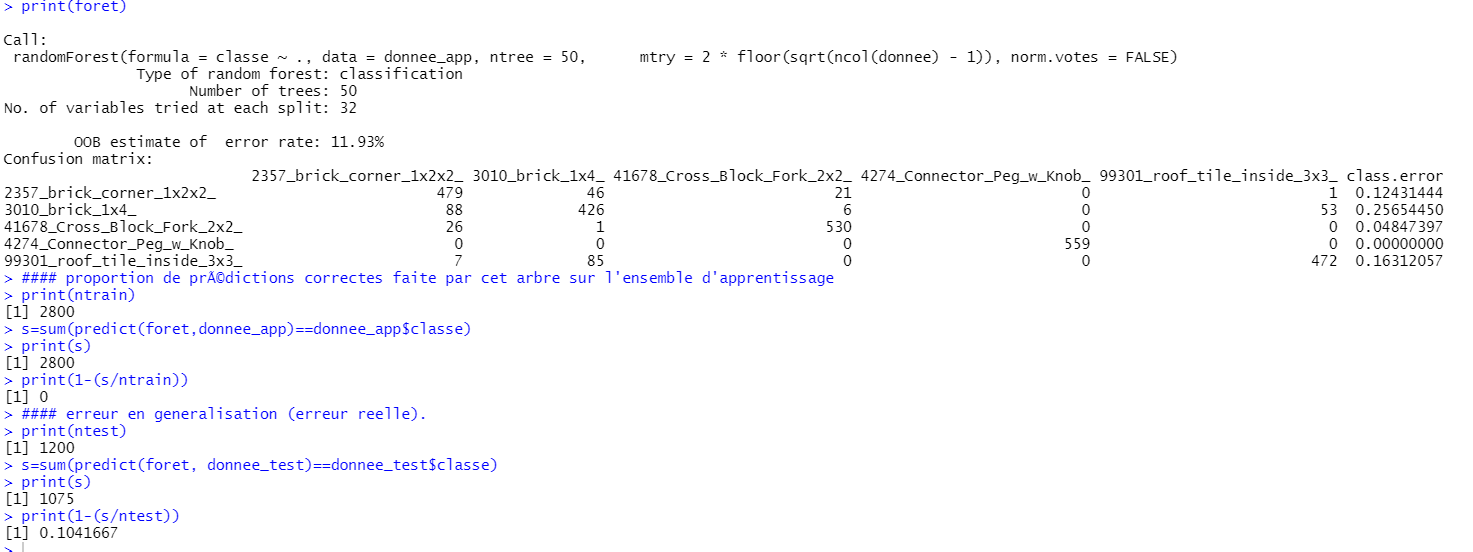 > print(foret)
Call:
 randomForest(formula = classe ~ ., data = donnee_app, ntree = 50,      mtry = 2 * floor(sqrt(ncol(donnee) - 1)), norm.votes = FALSE)
               Type of random forest: classification
                     Number of trees: 50
No. of variables tried at each split: 32
        OOB estimate of  error rate: 11.93%
Confusion matrix:
                           2357_brick_corner_1x2x2_ 3010_brick_1x4_ 41678_Cross_Block_Fork_2x2_ 4274_Connector_Peg_w_Knob_ 99301_roof_tile_inside_3x3_ class.error
2357_brick_corner_1x2x2_                        479              46                          21                          0                           1  0.12431444
3010_brick_1x4_                                  88             426                           6                          0                          53  0.25654450
41678_Cross_Block_Fork_2x2_                      26               1                         530                          0                           0  0.04847397
4274_Connector_Peg_w_Knob_                        0               0                           0                        559                           0  0.00000000
99301_roof_tile_inside_3x3_                       7              85                           0                          0                         472  0.16312057
> #### proportion de prÃ©dictions correctes faite par cet arbre sur l'ensemble d'apprentissage
> print(ntrain)
[1] 2800
> s=sum(predict(foret,donnee_app)==donnee_app$classe)
> print(s)
[1] 2800
> print(1-(s/ntrain))
[1] 0
> #### erreur en generalisation (erreur reelle).
> print(ntest)
[1] 1200
> s=sum(predict(foret, donnee_test)==donnee_test$classe)
> print(s)
[1] 1075
> print(1-(s/ntest))
[1] 0.1041667
>